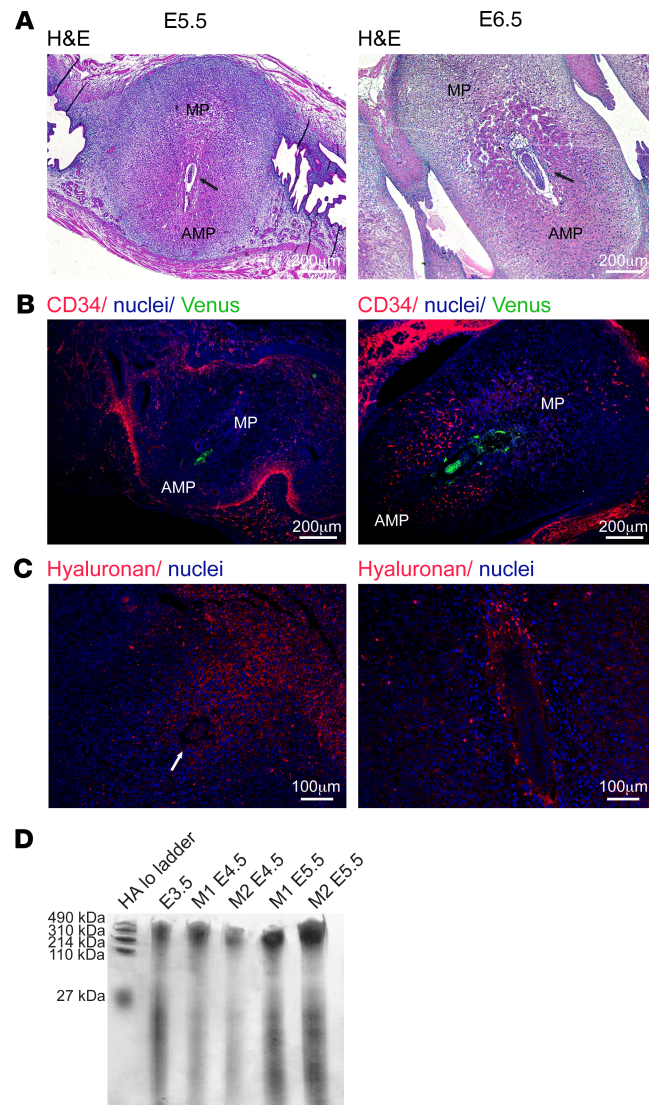 A
E5.5
E6.5
H&E
H&E
MP
AMP
200µm
MP
AMP
200µm
B
CD34/ nuclei/ Venus
CD34/ nuclei/ Venus
MP
AMP
200µm
MP
AMP
200µm
C
Hyaluronan/ nuclei
Hyaluronan/ nuclei
100µm
100µm
D
HA lo ladder
E3.5
M1 E4.5
M2 E4.5
M1 E5.5
M2 E5.5
490 kDa
310 kDa
214 kDa
110 kDa
27 kDa